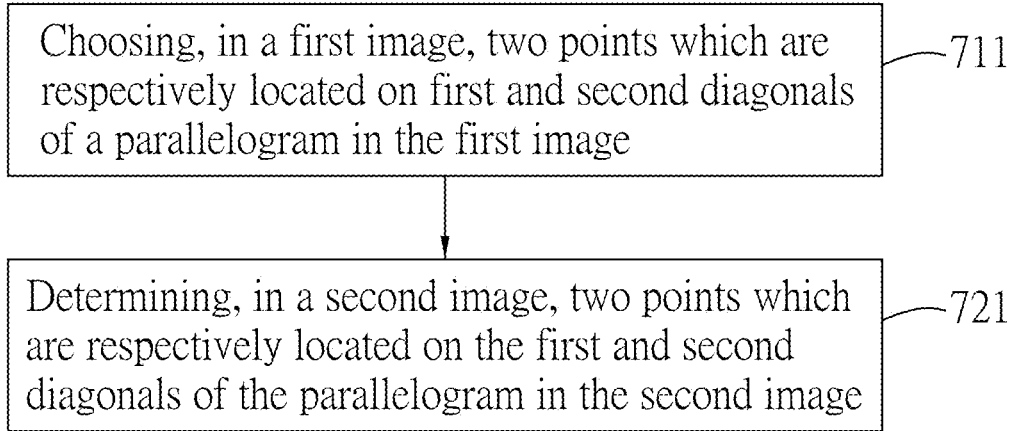 Choosing, in a first image, two points which are
respectively located on first and second diagonals
of a parallelogram in the first image
711
Determining, in a second image, two points which
are respectively located on the first and second
diagonals of the parallelogram in the second image
721